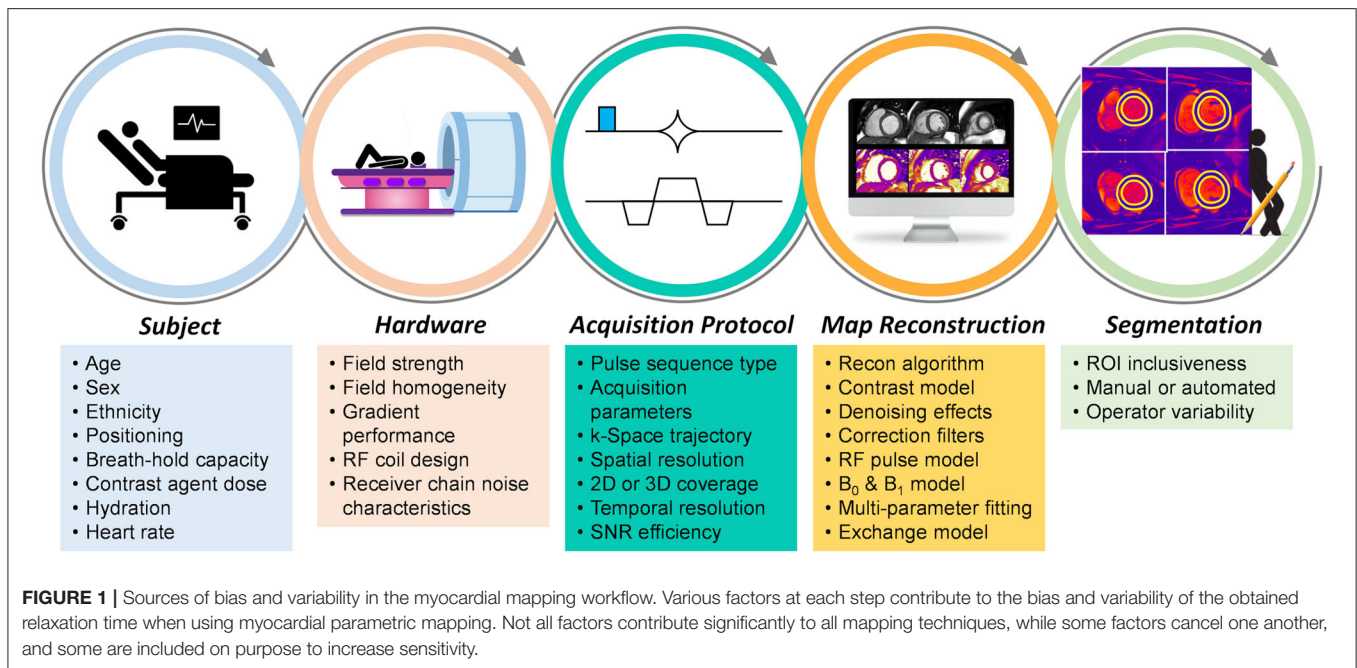 Subject
• Age
• Sex
• Ethnicity
• Positioning
• Breath-hold capacity
• Contrast agent dose
• Hydration
• Heart rate
Hardware
• Field strength
• Field homogeneity
• Gradient
performance
• RF coil design
• Receiver chain noise
characteristics
Acquisition Protocol
• Pulse sequence type
• Acquisition
parameters
• k-Space trajectory
• Spatial resolution
• 2D or 3D coverage
• Temporal resolution
• SNR efficiency
Map Reconstruction
• Recon algorithm
• Contrast model
• Denoising effects
• Correction filters
• RF pulse model
• B₀ & B₁ model
• Multi-parameter fitting
• Exchange model
Segmentation
• ROI inclusiveness
• Manual or automated
• Operator variability
FIGURE 1 | Sources of bias and variability in the myocardial mapping workflow. Various factors at each step contribute to the bias and variability of the obtained
relaxation time when using myocardial parametric mapping. Not all factors contribute significantly to all mapping techniques, while some factors cancel one another,
and some are included on purpose to increase sensitivity.